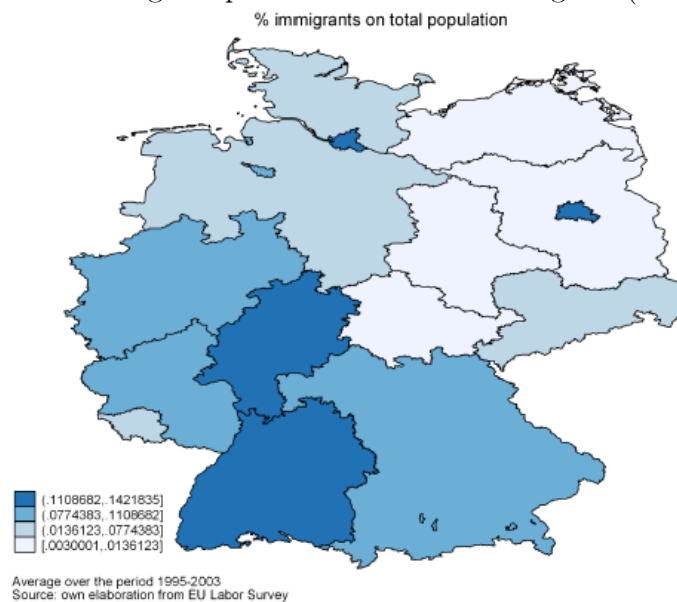 % immigrants on total population
(.1108682,.1421835]
(.0774383,.1108682]
(.0136123,.0774383]
[.0030001,.0136123]
Average over the period 1995-2003
Source: own elaboration from EU Labor Survey